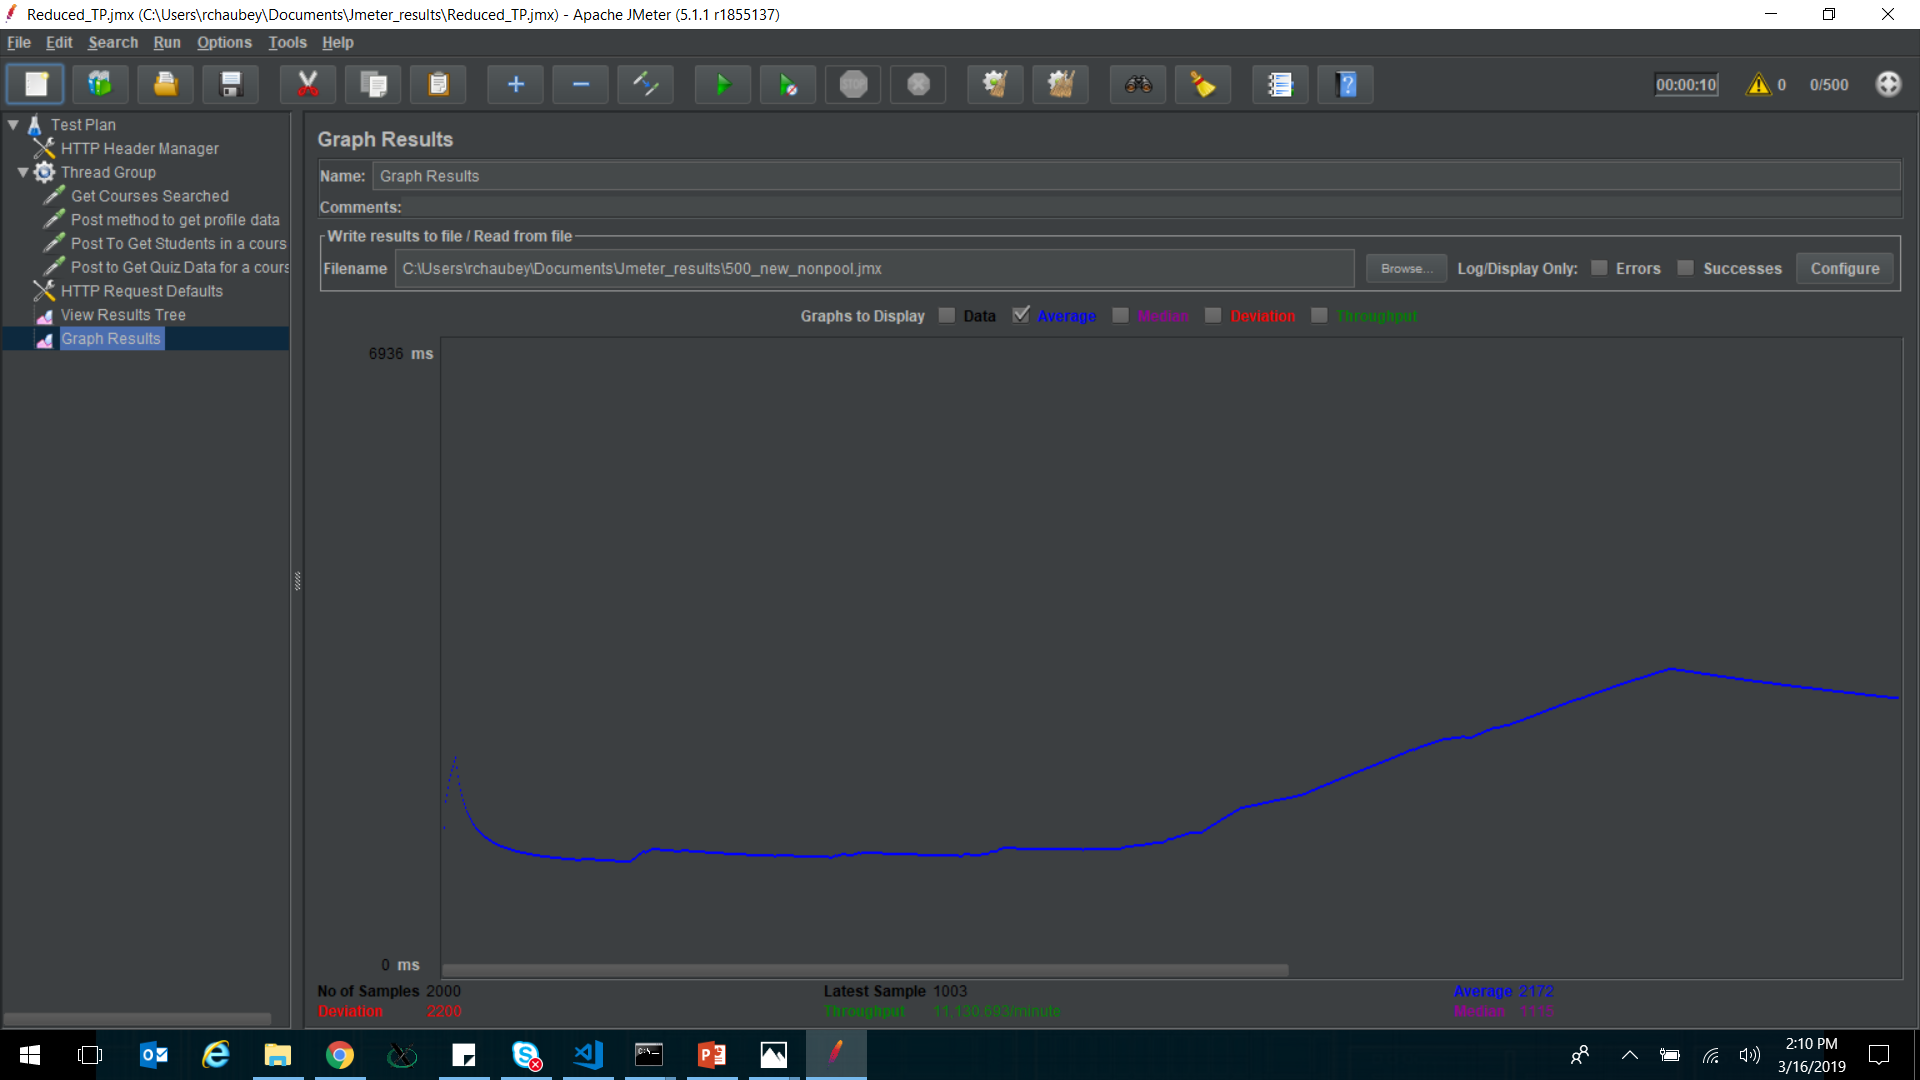 Reduced_TP.jmx (C:\Users\rchaubey\Documents\Jmeter_results\Reduced_TP.jmx) - Apache JMeter (5.1.1 r1855137)
File Edit Search Run Options Tools Help
STOP
00:00:10 0 0/500
Test Plan
HTTP Header Manager
Thread Group
Get Courses Searched
Post method to get profile data
Post To Get Students in a cours
Post to Get Quiz Data for a cours
HTTP Request Defaults
View Results Tree
Graph Results
Graph Results
Name: Graph Results
Comments:
Write results to file / Read from file
Filename C:\Users\rchaubey\Documents\Jmeter_results\500_new_nonpool.jmx Browse... Log/Display Only: Errors Successes Configure
Graphs to Display Data Average Median Deviation Throughput
6936 ms
0 ms
No of Samples 2000 Latest Sample 1003 Average 2172
Deviation 2200 Throughput 11,130.693/minute Median
2:10 PM
3/16/2019